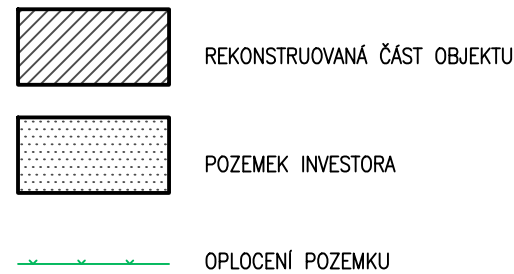 REKONSTRUOVANÁ ČÁST OBJEKTU
POZEMEK INVESTORA
OPLOCENÍ POZEMKU